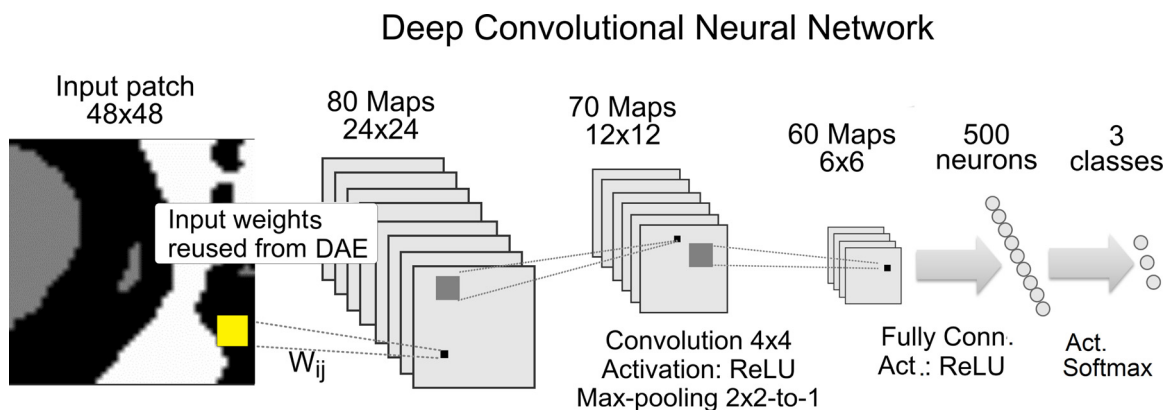 Deep Convolutional Neural Network
Input patch
48x48
80 Maps
24x24
70 Maps
12x12
60 Maps
6x6
500
neurons
3
classes
Input weights
reused from DAE
Wij
Convolution 4x4
Activation: ReLU
Max-pooling 2x2-to-1
Fully Conn.
Act.: ReLU
Act.
Softmax